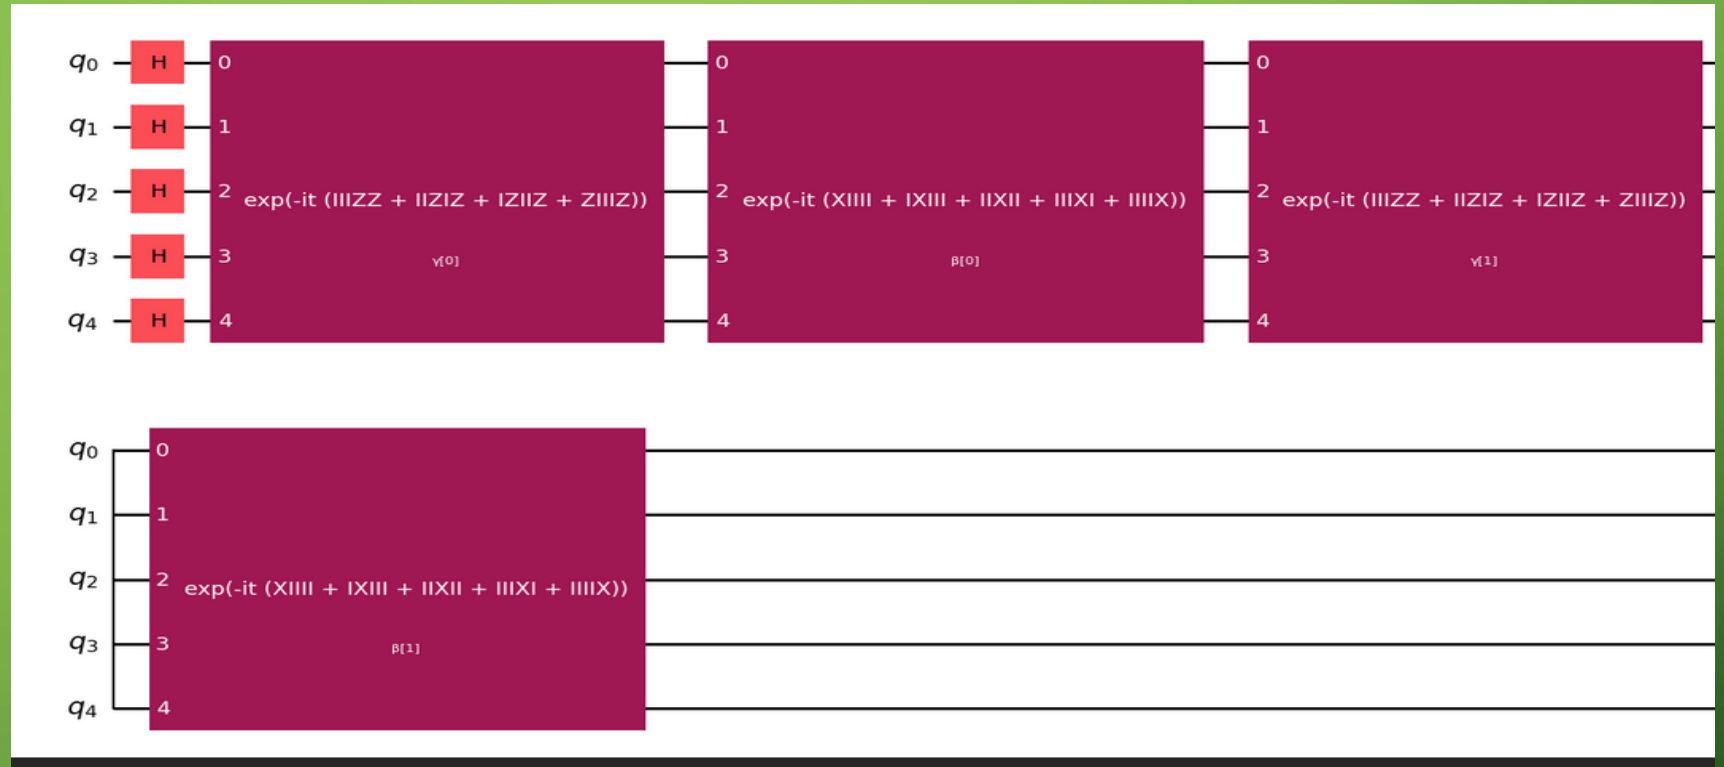 q0 H 0 0 0
q1 H 1 1 1
q2 H 2 exp(-it (IIIZZ + IIZIZ + IZIIZ + ZIIIZ)) 2 exp(-it (XIIII + IXIII + IIXII + IIIXI + IIIIX)) 2 exp(-it (IIIZZ + IIZIZ + IZIIZ + ZIIIZ))
q3 H 3 γ[0] 3 β[0] 3 γ[1]
q4 H 4 4 4
q0 0
q1 1
q2 2 exp(-it (XIIII + IXIII + IIXII + IIIXI + IIIIX))
q3 3 β[1]
q4 4